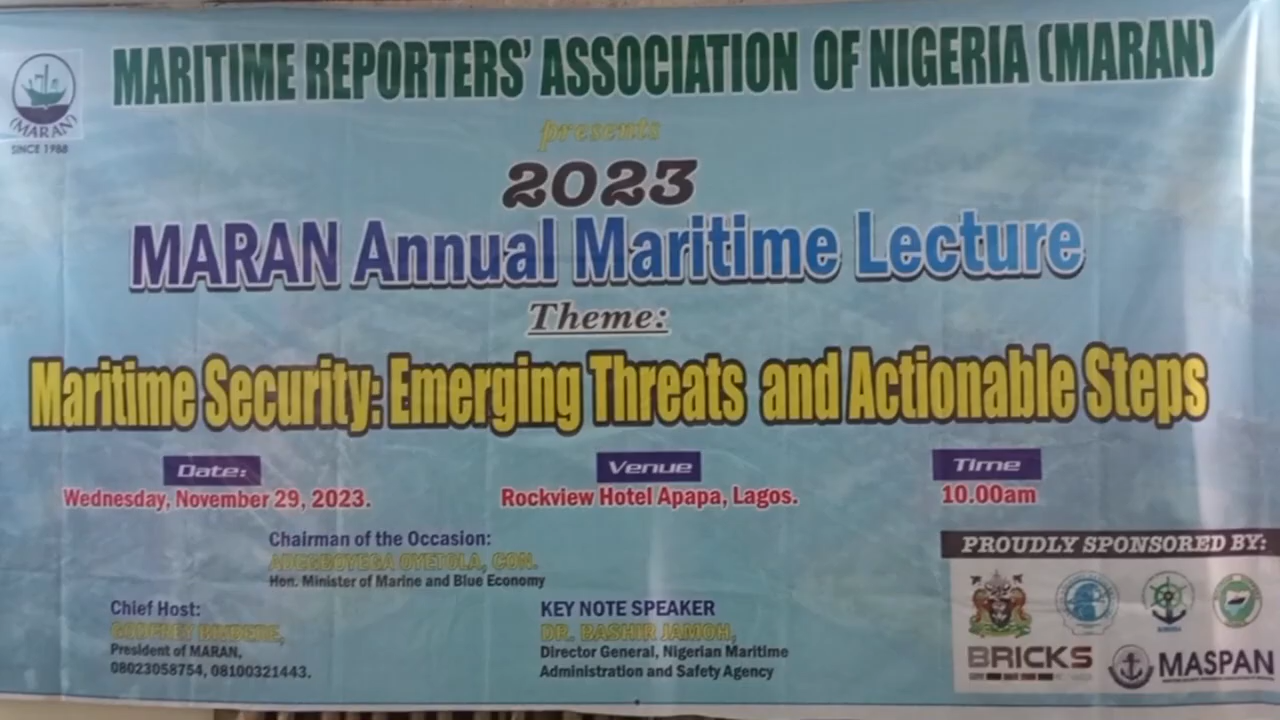 MARITIME REPORTERS' ASSOCIATION OF NIGERIA (MARAN)
(MARAN)
SINCE 1988
presents
2023
MARAN Annual Maritime Lecture
Theme:
Maritime Security: Emerging Threats and Actionable Steps
Date:
Wednesday, November 29, 2023.
Venue
Rockview Hotel Apapa, Lagos.
Time
10.00am
Chairman of the Occasion:
ADEGBOYEGA OYETOLA, CON.
Hon. Minister of Marine and Blue Economy
Chief Host:
GODFREY BIVBERE,
President of MARAN,
08023058754, 08100321443.
KEY NOTE SPEAKER
DR. BASHIR JAMOH,
Director General, Nigerian Maritime
Administration and Safety Agency
PROUDLY SPONSORED BY:
BRICKS
MASPAN